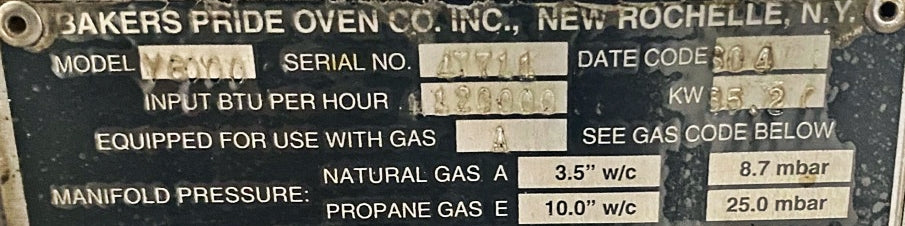 BAKERS PRIDE OVEN CO. INC., NEW ROCHELLE, N.Y.
MODEL SERIAL NO. 47711 DATE CODE
INPUT BTU PER HOUR 120000 KW
EQUIPPED FOR USE WITH GAS A SEE GAS CODE BELOW
NATURAL GAS A 3.5" w/c 8.7 mbar
MANIFOLD PRESSURE:
PROPANE GAS E 10.0" w/c 25.0 mbar